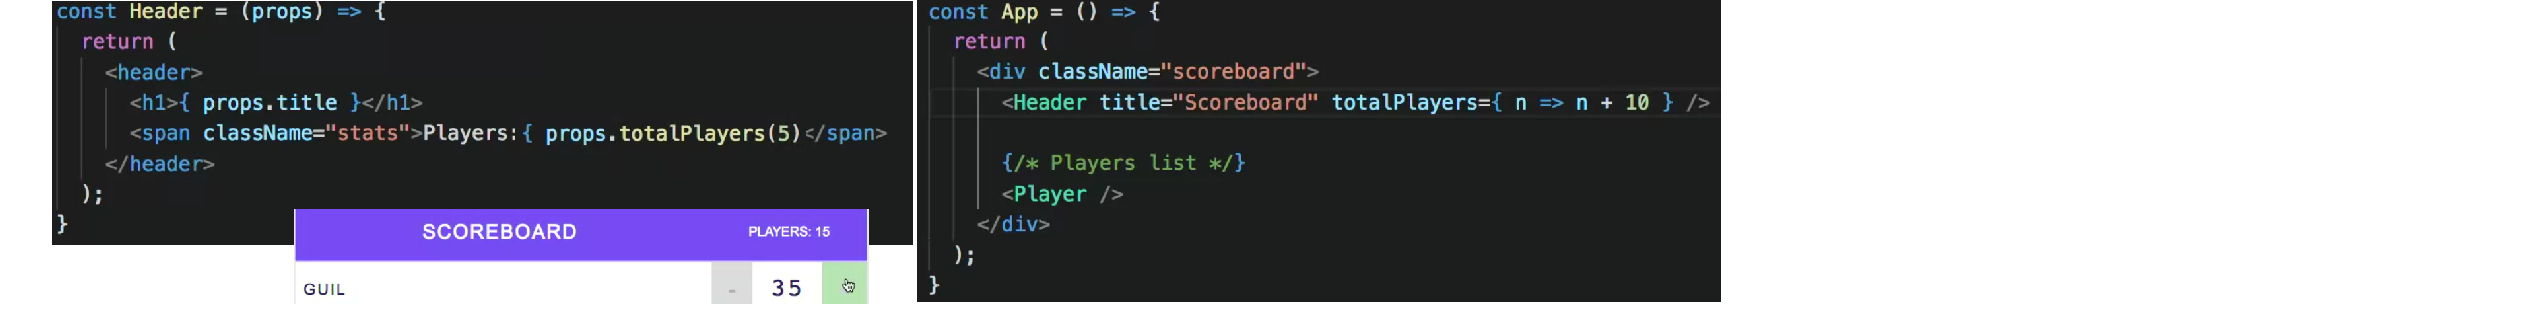 const Header = (props) => {
return (
<header>
<h1>{ props.title }</h1>
<span className="stats">Players:{ props.totalPlayers(5)</span>
</header>
);
}
SCOREBOARD PLAYERS: 15
GUIL - 35
const App = () => {
return (
<div className="scoreboard">
<Header title="Scoreboard" totalPlayers={ n => n + 10 } />
{/* Players list */}
<Player />
</div>
);
}